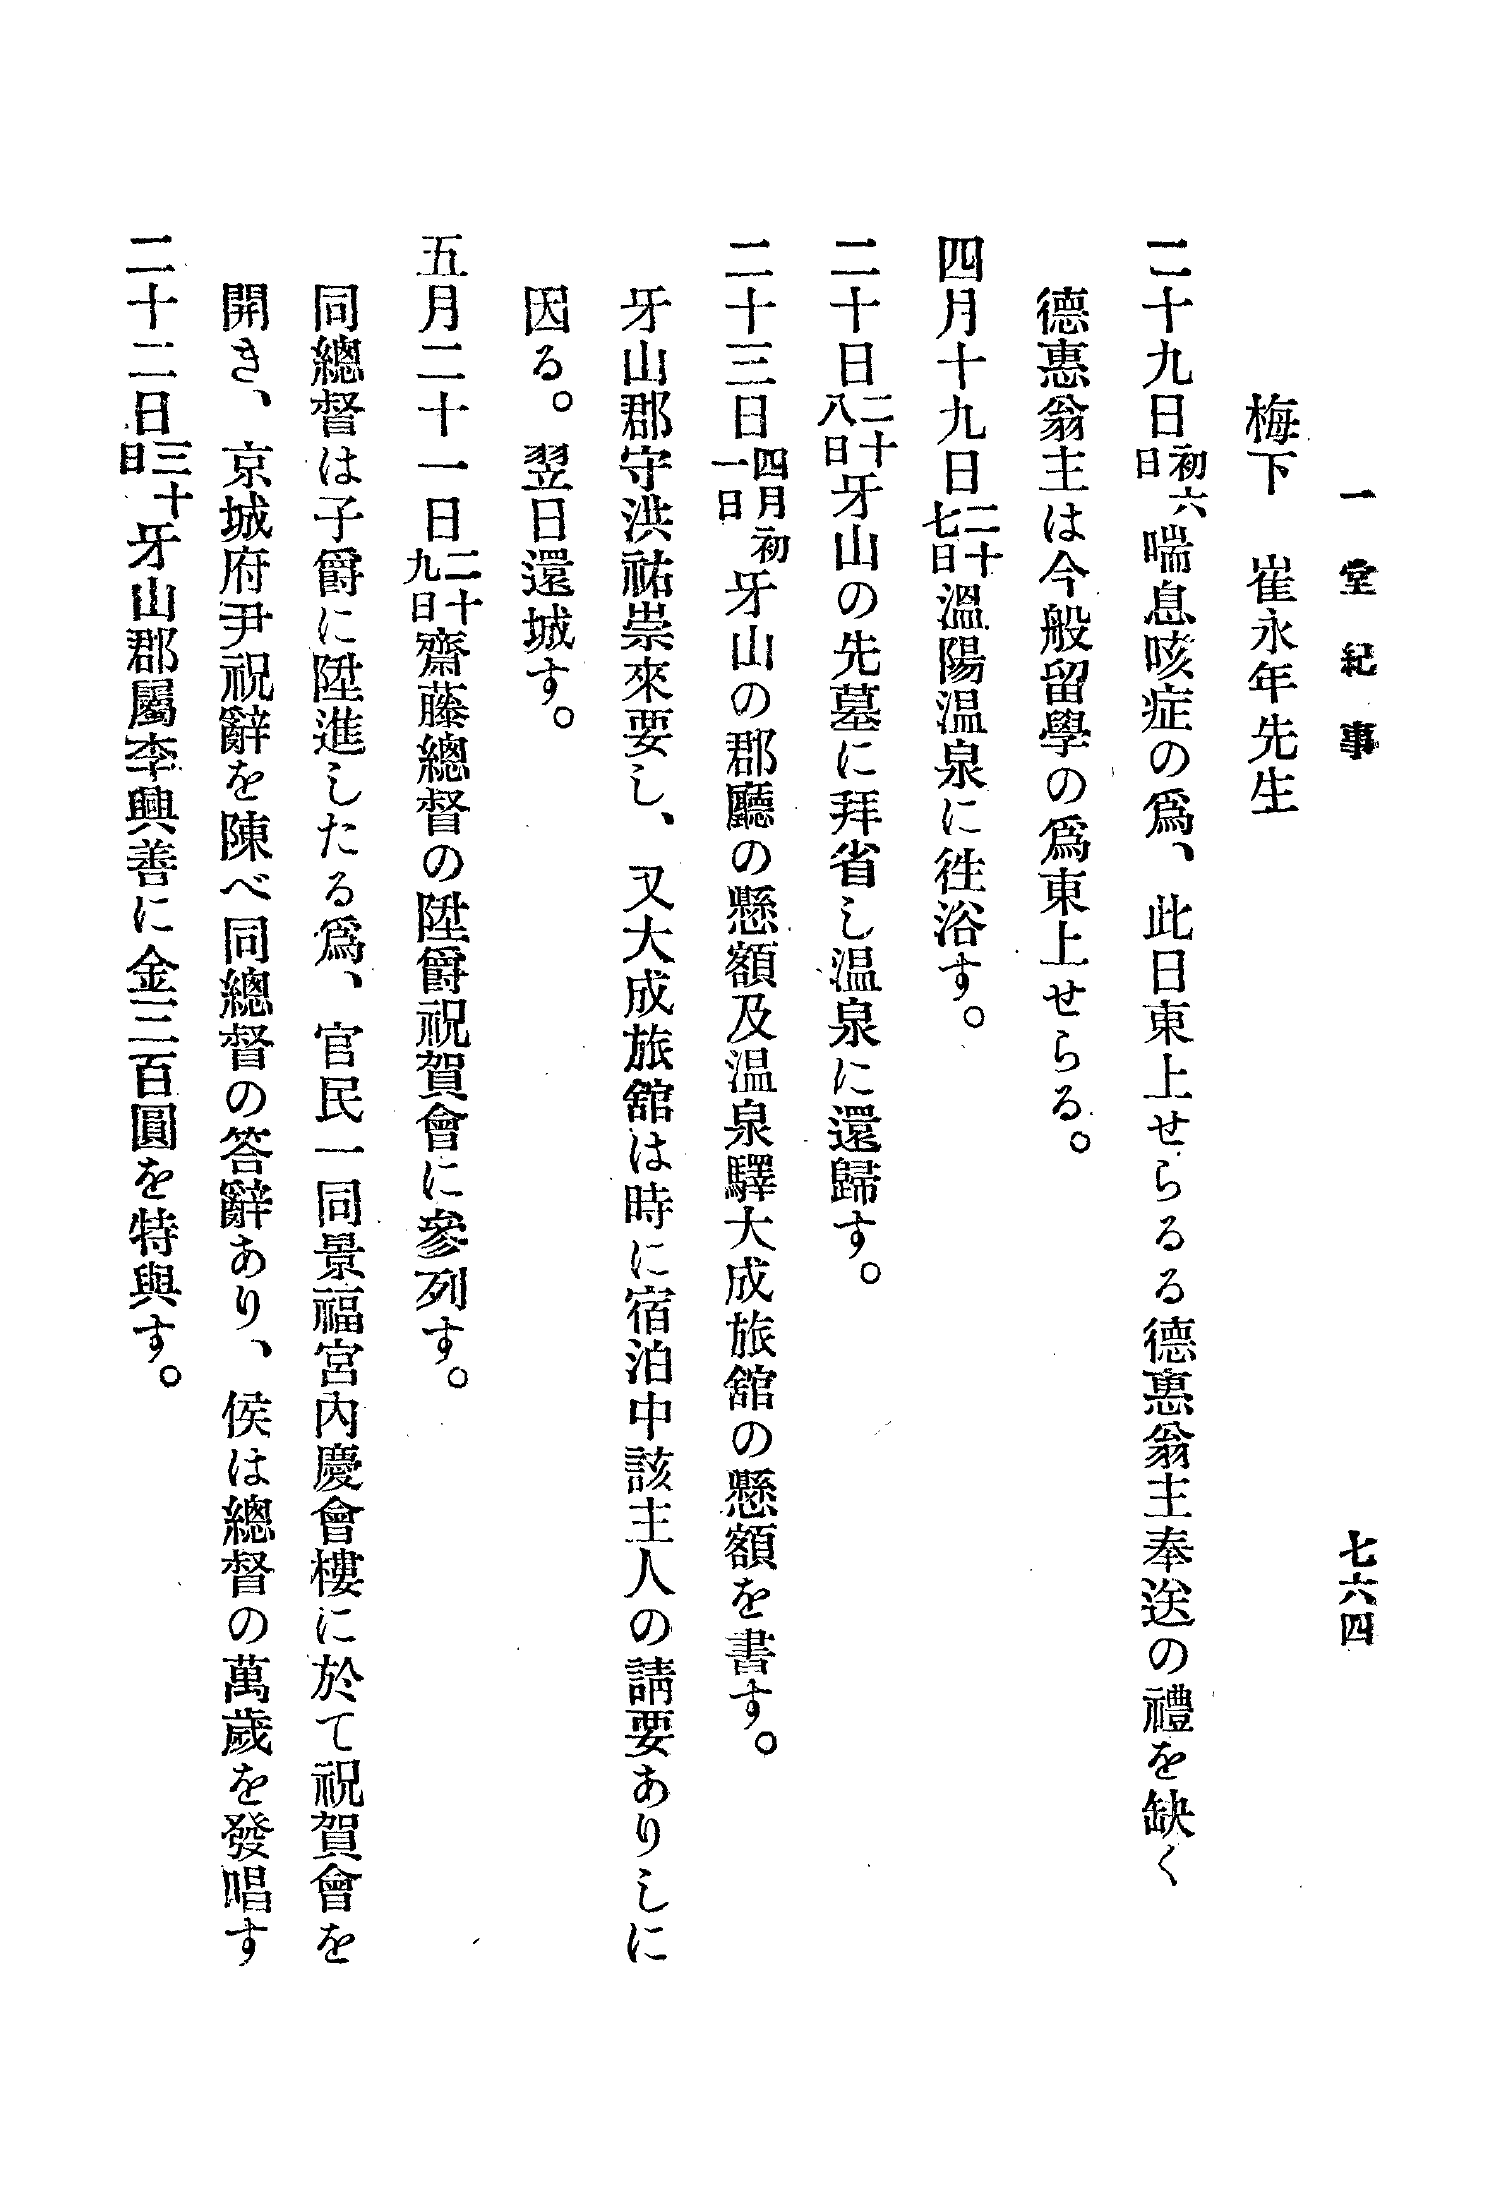 一堂紀事
七六四
梅下　崔永年先生
二十九日初六日喘息咳症の爲、此日東上せらるる德惠翁主奉送の禮を缺く
德惠翁主は今般留學の爲東上せらる。
四月十九日二十七日溫陽温泉に徃浴す。
二十日二十八日牙山の先墓に拜省し温泉に還歸す。
二十三日四月初一日牙山の郡廳の懸額及温泉驛大成旅舘の懸額を書す。
牙山郡守洪祐崇來要し、又大成旅舘は時に宿泊中該主人の請要ありしに
因る。翌日還城す。
五月二十一日二十九日齋藤總督の陞爵祝賀會に參列す。
同總督は子爵に陞進したる爲、官民一同景福宮內慶會樓に於て祝賀會を
開き、京城府尹祝辭を陳べ同總督の答辭あり、侯は總督の萬歲を發唱す
二十二日三十日牙山郡屬李興善に金三百圓を特與す。